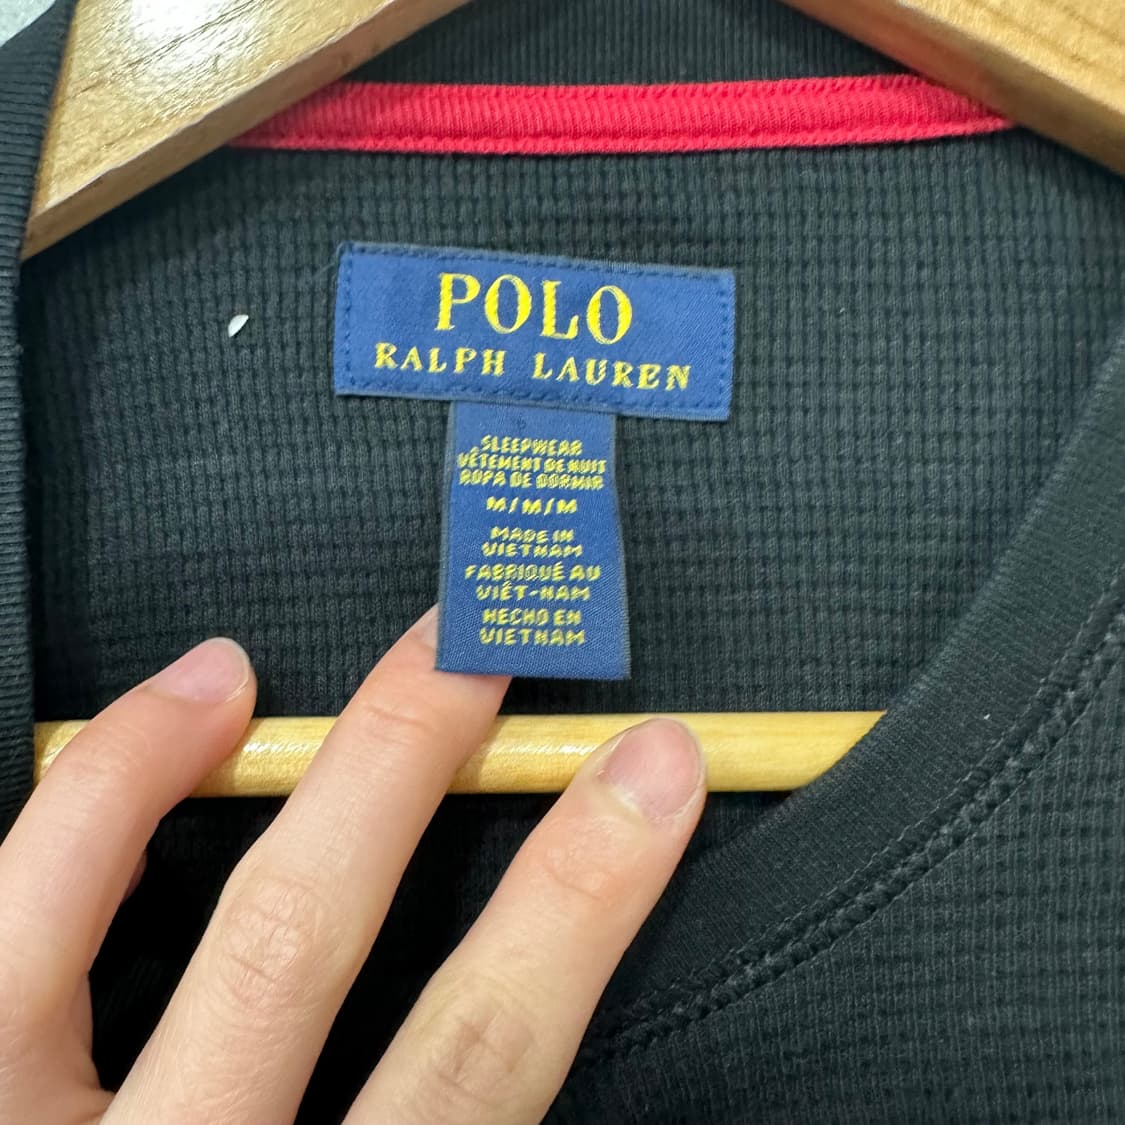 POLO
RALPH LAUREN
SLEEPWEAR
VÊTEMENT DE NUIT
ROPA DE DORMIR
M/M/M
MADE IN
VIETNAM
FABRIQUÉ AU
VIÊT-NAM
HECHO EN
VIETNAM